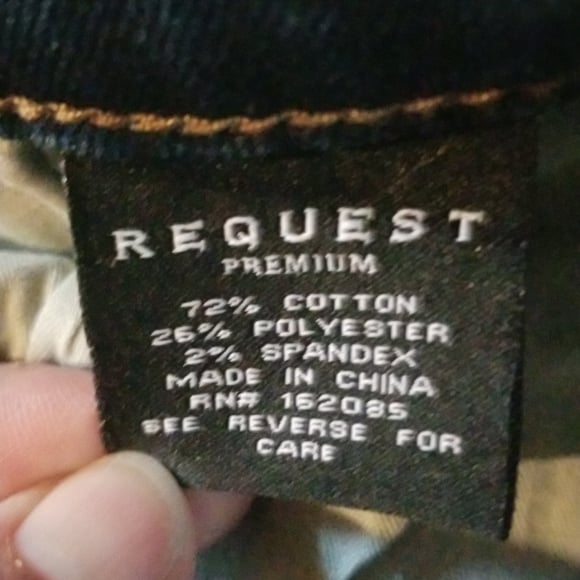 REQUEST
PREMIUM
72% COTTON
26% POLYESTER
2% SPANDEX
MADE IN CHINA
RN# 162085
SEE REVERSE FOR
CARE